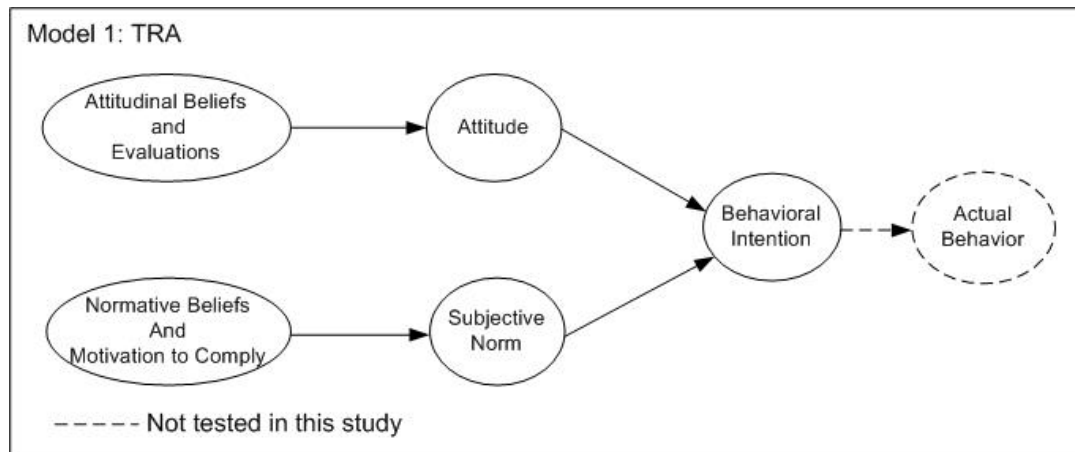 Model 1: TRA
Attitudinal Beliefs
and
Evaluations
Attitude
Behavioral
Intention
Actual
Behavior
Normative Beliefs
And
Motivation to Comply
Subjective
Norm
Not tested in this study